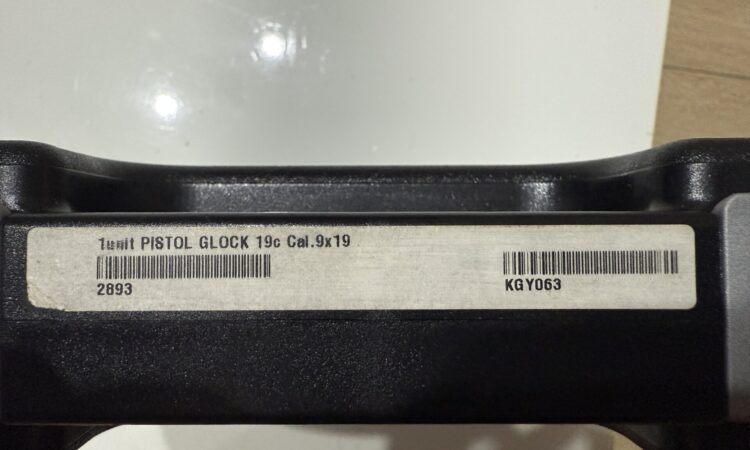 1unit PISTOL GLOCK 19c Cal.9x19
2893
KGY063